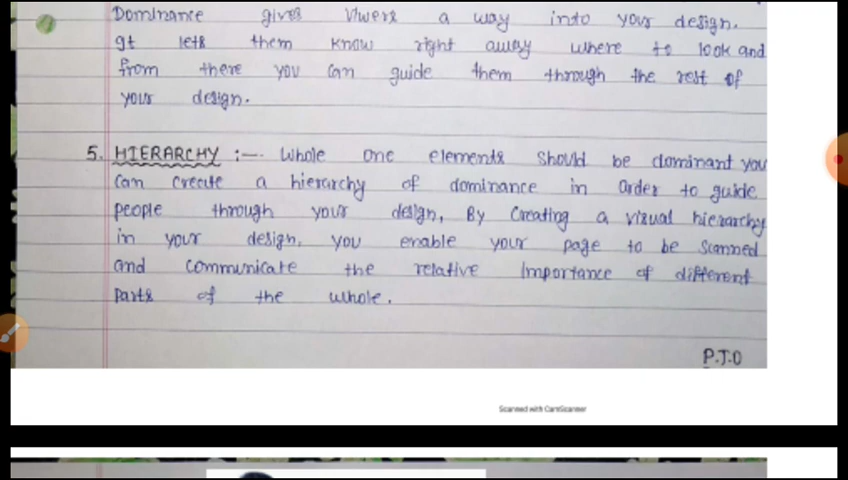 Dominance gives viwers a way into your design.
gt lets them know right away where to look and
from there you can guide them through the rest of
your design.
5. HIERARCHY :— Whole one elements should be dominant you
can create a hierarchy of dominance in order to guide
people through your design, By Creating a visual hierarchy
in your design, you enable your page to be scanned
and communicate the relative importance of different
parts of the whole.
P.T.O
Scanned with CamScanner